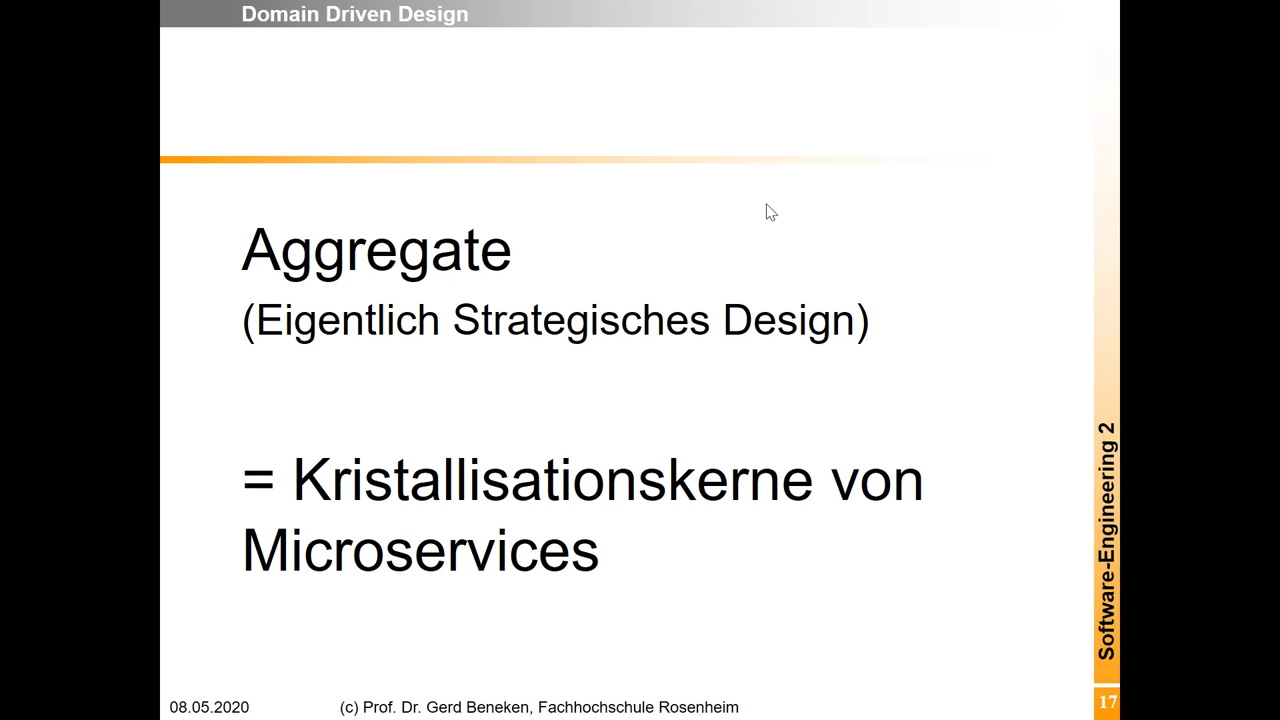 Domain Driven Design
Aggregate
(Eigentlich Strategisches Design)
= Kristallisationskerne von
Microservices
Software-Engineering 2
08.05.2020
(c) Prof. Dr. Gerd Beneken, Fachhochschule Rosenheim
17